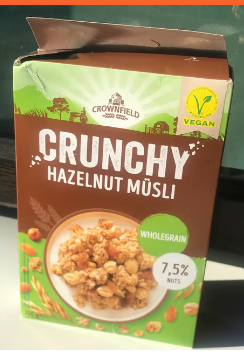 CROWNFIELD
VEGAN
CRUNCHY
HAZELNUT MÜSLI
WHOLEGRAIN
7,5%
NUTS